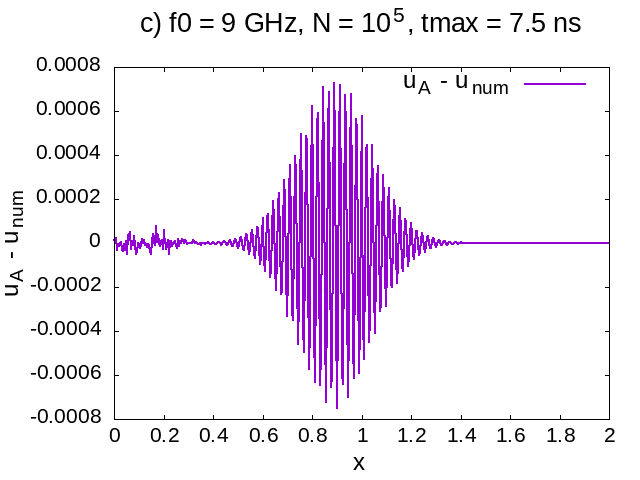 c) f0 = 9 GHz, N = 10⁵, tmax = 7.5 ns
u_A - u_num
0.0008
0.0006
0.0004
0.0002
0
-0.0002
-0.0004
-0.0006
-0.0008
u_A - u_num
0 0.2 0.4 0.6 0.8 1 1.2 1.4 1.6 1.8 2
x